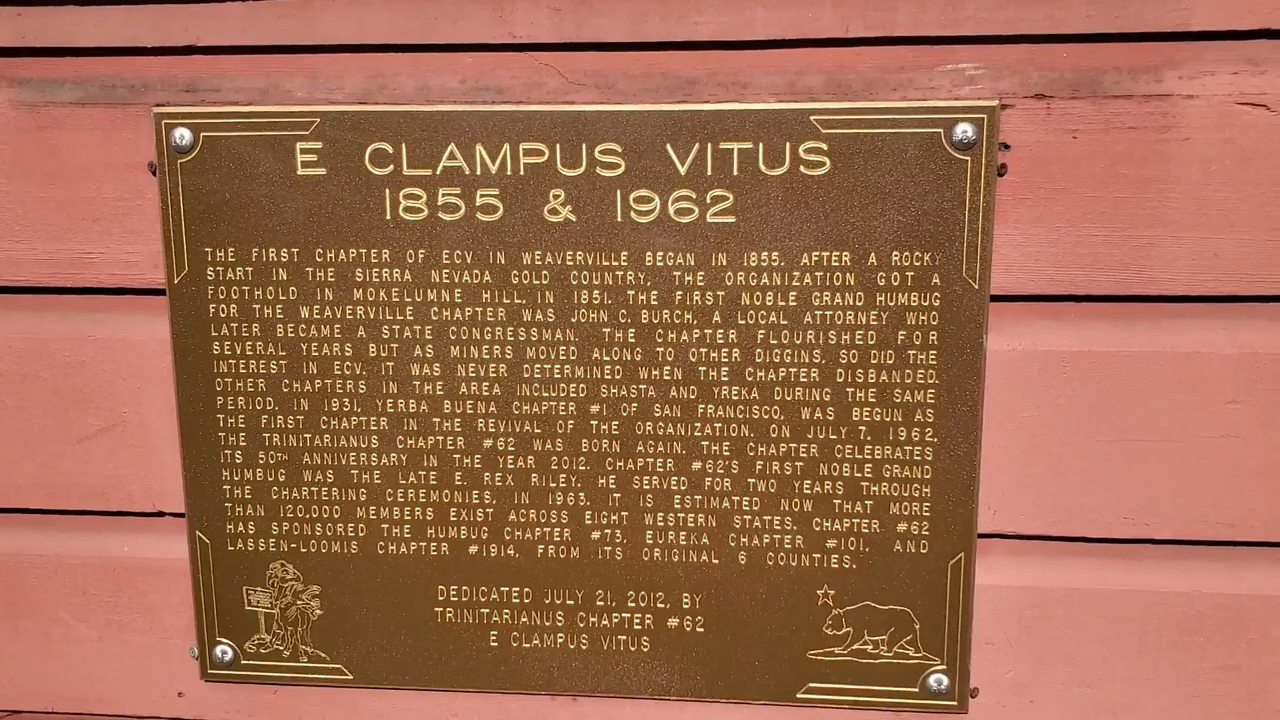 E CLAMPUS VITUS
1855 & 1962
THE FIRST CHAPTER OF ECV IN WEAVERVILLE BEGAN IN 1855. AFTER A ROCKY
START IN THE SIERRA NEVADA GOLD COUNTRY, THE ORGANIZATION GOT A
FOOTHOLD IN MOKELUMNE HILL, IN 1851. THE FIRST NOBLE GRAND HUMBUG
FOR THE WEAVERVILLE CHAPTER WAS JOHN C. BURCH, A LOCAL ATTORNEY WHO
LATER BECAME A STATE CONGRESSMAN. THE CHAPTER FLOURISHED FOR
SEVERAL YEARS BUT AS MINERS MOVED ALONG TO OTHER DIGGINS, SO DID THE
INTEREST IN ECV. IT WAS NEVER DETERMINED WHEN THE CHAPTER DISBANDED.
OTHER CHAPTERS IN THE AREA INCLUDED SHASTA AND YREKA DURING THE SAME
PERIOD. IN 1931, YERBA BUENA CHAPTER #1 OF SAN FRANCISCO, WAS BEGUN AS
THE FIRST CHAPTER IN THE REVIVAL OF THE ORGANIZATION. ON JULY 7, 1962,
THE TRINITARIANUS CHAPTER #62 WAS BORN AGAIN. THE CHAPTER CELEBRATES
ITS 50TH ANNIVERSARY IN THE YEAR 2012. CHAPTER #62'S FIRST NOBLE GRAND
HUMBUG WAS THE LATE E. REX RILEY. HE SERVED FOR TWO YEARS THROUGH
THE CHARTERING CEREMONIES, IN 1963. IT IS ESTIMATED NOW THAT MORE
THAN 120,000 MEMBERS EXIST ACROSS EIGHT WESTERN STATES. CHAPTER #62
HAS SPONSORED THE HUMBUG CHAPTER #73, EUREKA CHAPTER #101, AND
LASSEN-LOOMIS CHAPTER #1914, FROM ITS ORIGINAL 6 COUNTIES.
DEDICATED JULY 21, 2012, BY
TRINITARIANUS CHAPTER #62
E CLAMPUS VITUS